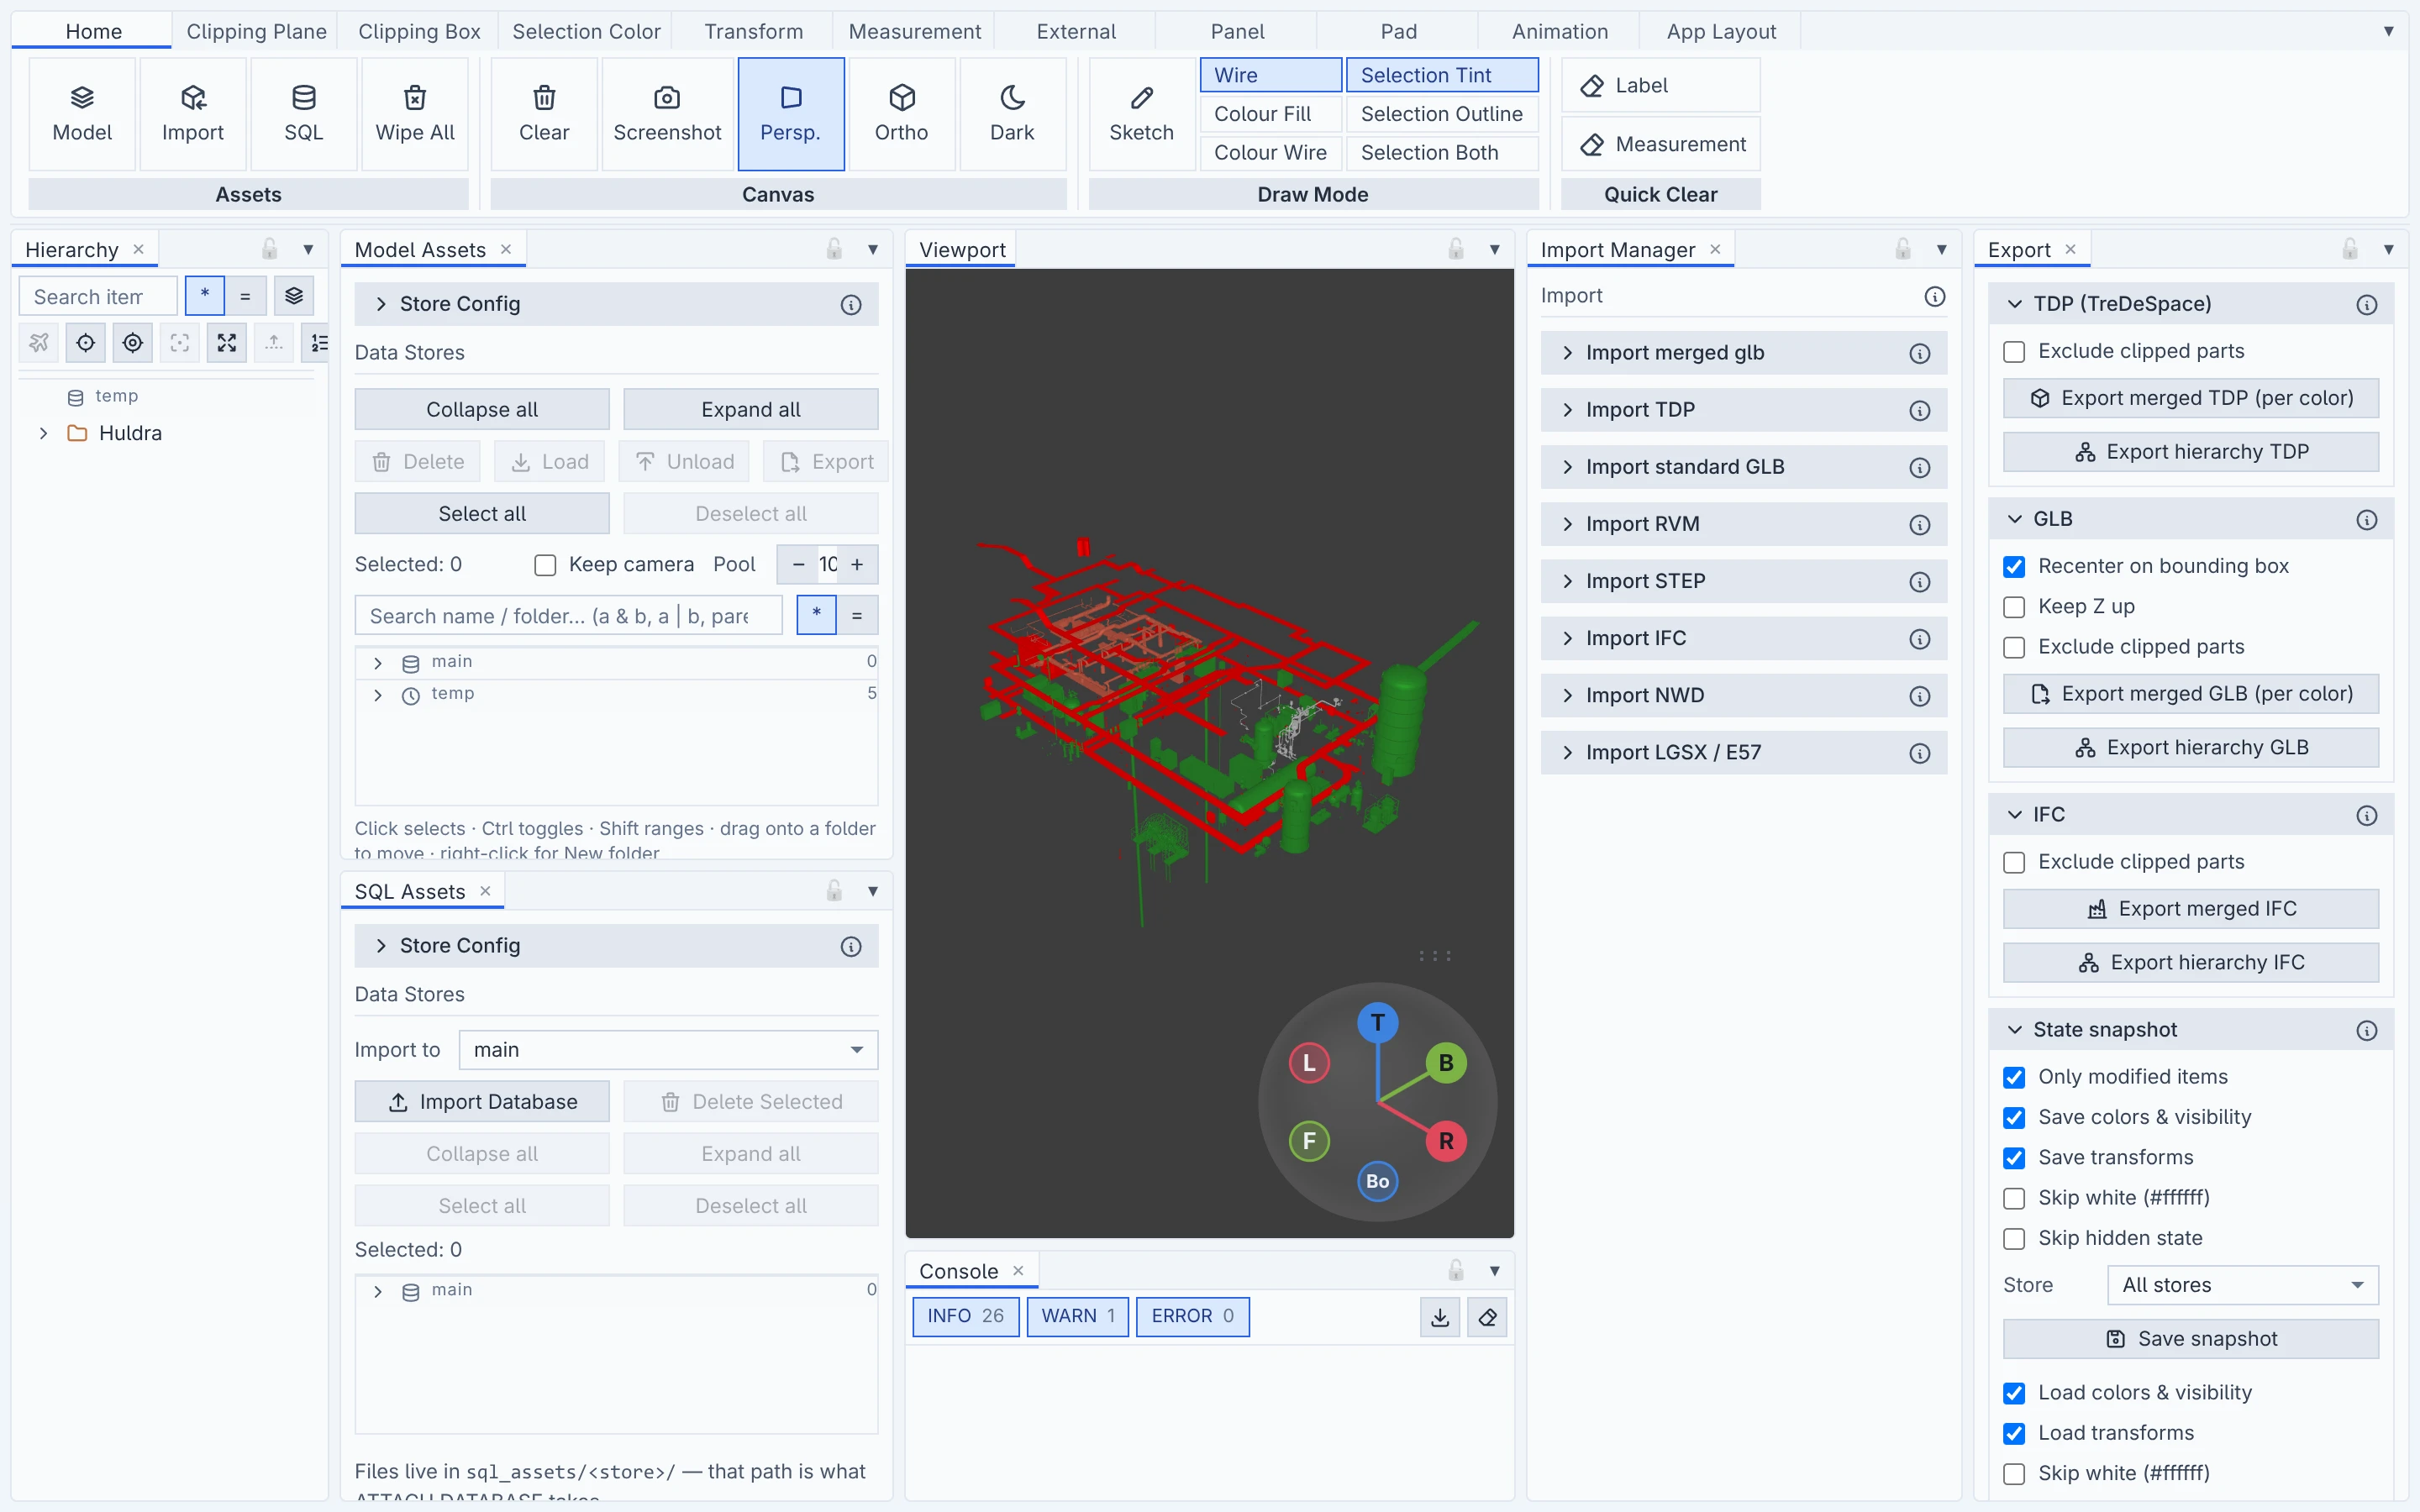 Home
Clipping Plane
Clipping Box
Selection Color
Transform
Measurement
External
Panel
Pad
Animation
App Layout
Model
Import
SQL
Wipe All
Assets
Clear
Screenshot
Persp.
Ortho
Dark
Canvas
Sketch
Wire
Selection Tint
Colour Fill
Selection Outline
Colour Wire
Selection Both
Draw Mode
Label
Measurement
Quick Clear
Hierarchy
Search item
* =
temp
Huldra
Model Assets
Store Config
Data Stores
Collapse all
Expand all
Delete
Load
Unload
Export
Select all
Deselect all
Selected: 0
Keep camera
Pool
− 10 +
Search name / folder... (a & b, a | b, pare
* =
main 0
temp 5
Click selects · Ctrl toggles · Shift ranges · drag onto a folder
to move · right-click for New folder
SQL Assets
Store Config
Data Stores
Import to
main
Import Database
Delete Selected
Collapse all
Expand all
Select all
Deselect all
Selected: 0
main 0
Files live in sql_assets/<store>/ — that path is what
ATTACH DATABASE takes
Viewport
T
L
B
F
R
Bo
Console
INFO 26
WARN 1
ERROR 0
Import Manager
Import
Import merged glb
Import TDP
Import standard GLB
Import RVM
Import STEP
Import IFC
Import NWD
Import LGSX / E57
Export
TDP (TreDeSpace)
Exclude clipped parts
Export merged TDP (per color)
Export hierarchy TDP
GLB
Recenter on bounding box
Keep Z up
Exclude clipped parts
Export merged GLB (per color)
Export hierarchy GLB
IFC
Exclude clipped parts
Export merged IFC
Export hierarchy IFC
State snapshot
Only modified items
Save colors & visibility
Save transforms
Skip white (#ffffff)
Skip hidden state
Store
All stores
Save snapshot
Load colors & visibility
Load transforms
Skip white (#ffffff)